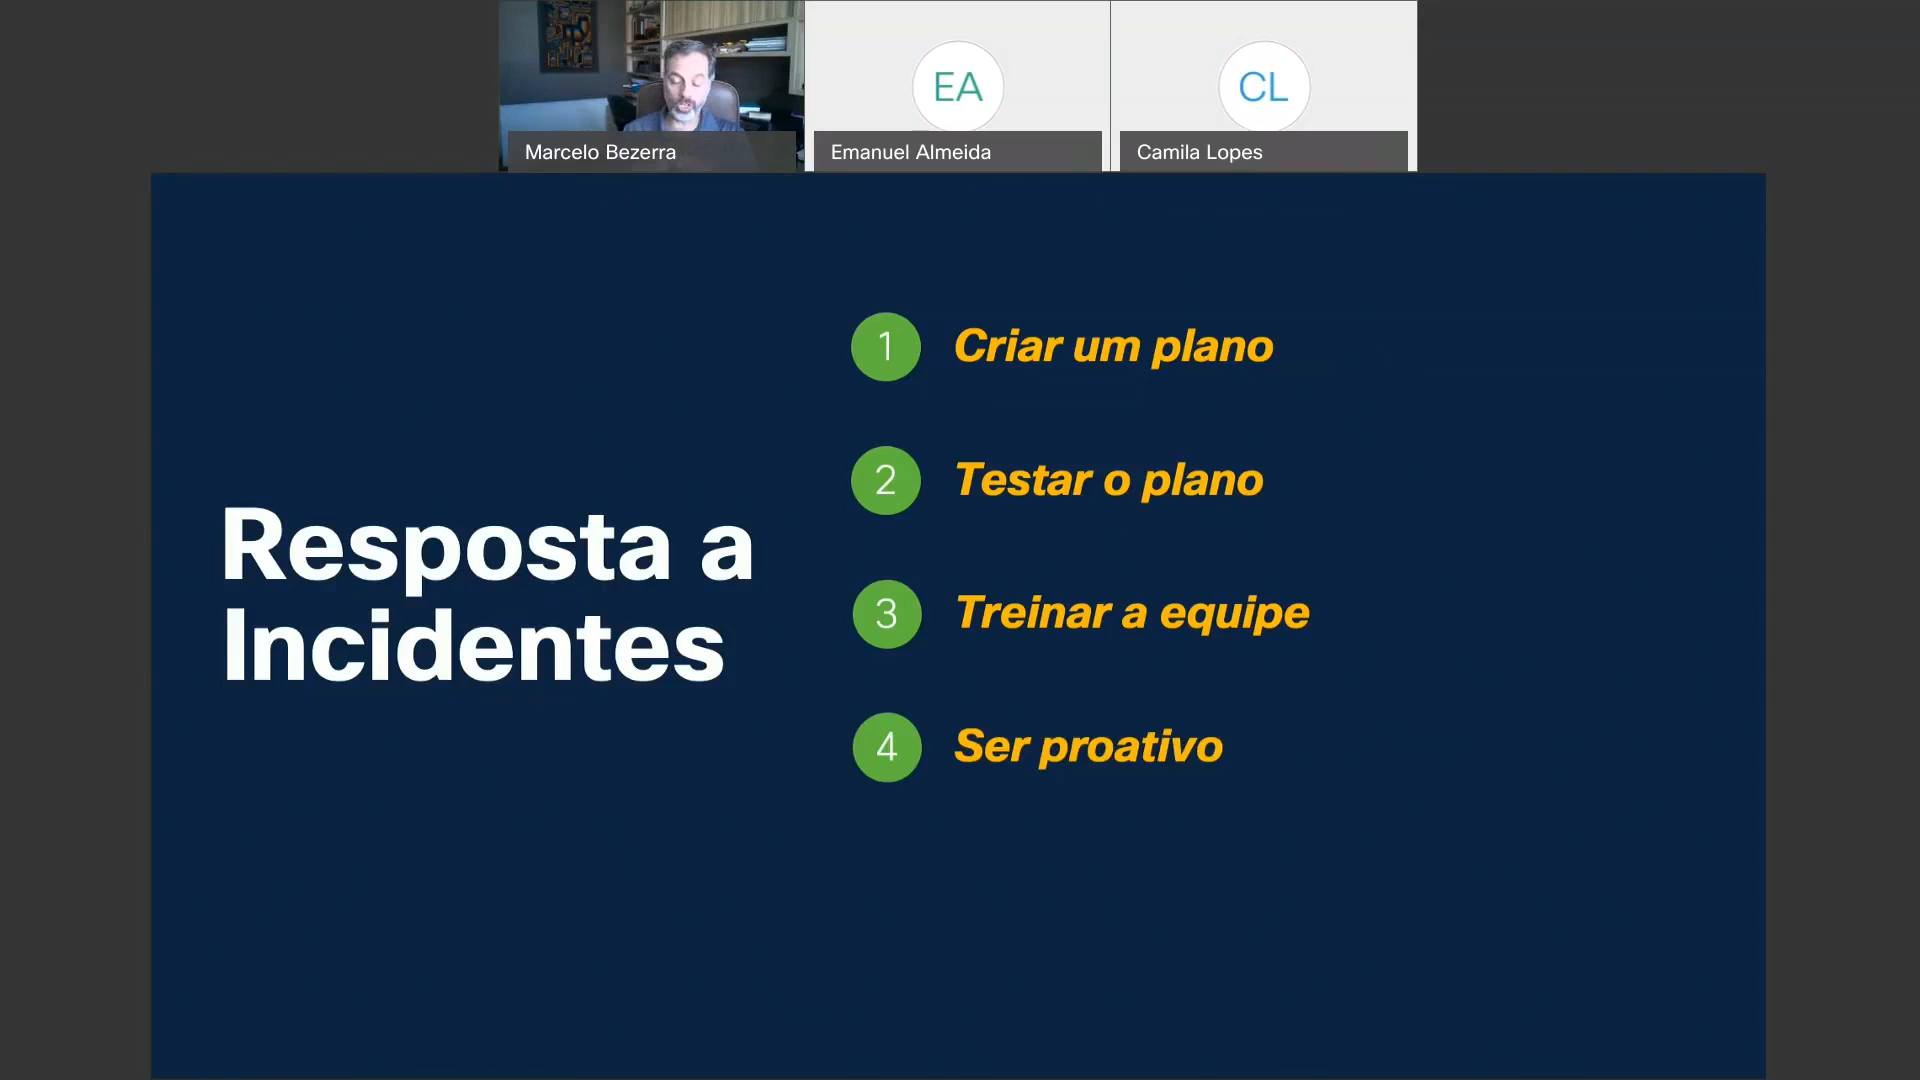 EA
CL
Marcelo Bezerra
Emanuel Almeida
Camila Lopes
Resposta a
Incidentes
1 Criar um plano
2 Testar o plano
3 Treinar a equipe
4 Ser proativo